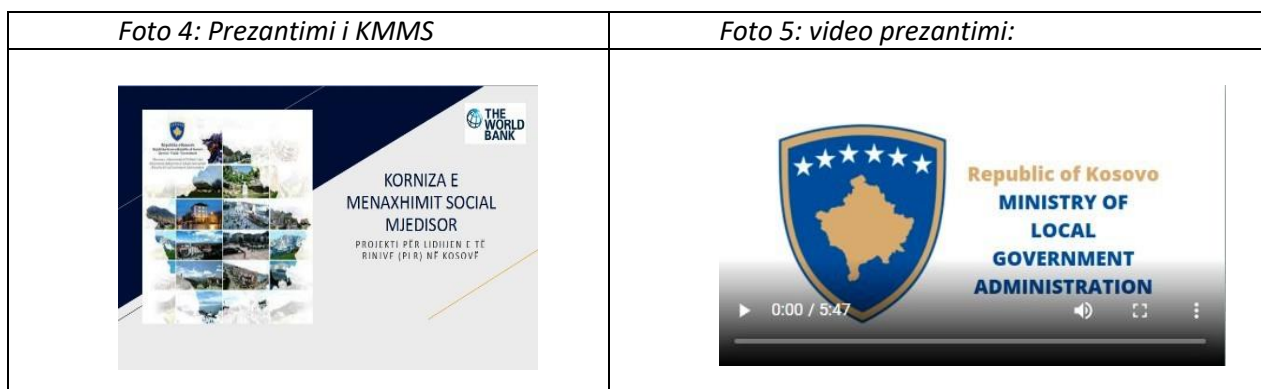 Foto 4: Prezantimi i KMMS
Foto 5: video prezantimi:
THE
WORLD
BANK
KORNIZA E
MENAXHIMIT SOCIAL
MJEDISOR
PROJEKTI PËR LIDHJEN E TË
RINIVE (PLR) NË KOSOVË
Republic of Kosovo
MINISTRY OF
LOCAL
GOVERNMENT
ADMINISTRATION
0:00 / 5:47